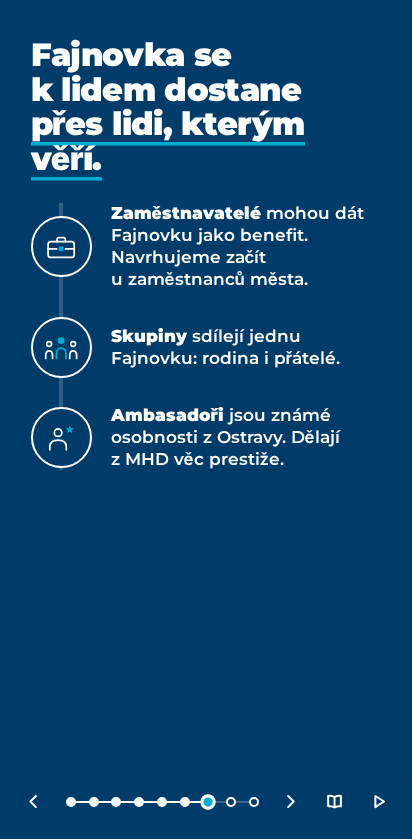 Fajnovka se
k lidem dostane
přes lidi, kterým
věří.
Zaměstnavatelé mohou dát
Fajnovku jako benefit.
Navrhujeme začít
u zaměstnanců města.
Skupiny sdílejí jednu
Fajnovku: rodina i přátelé.
Ambasadoři jsou známé
osobnosti z Ostravy. Dělají
z MHD věc prestiže.